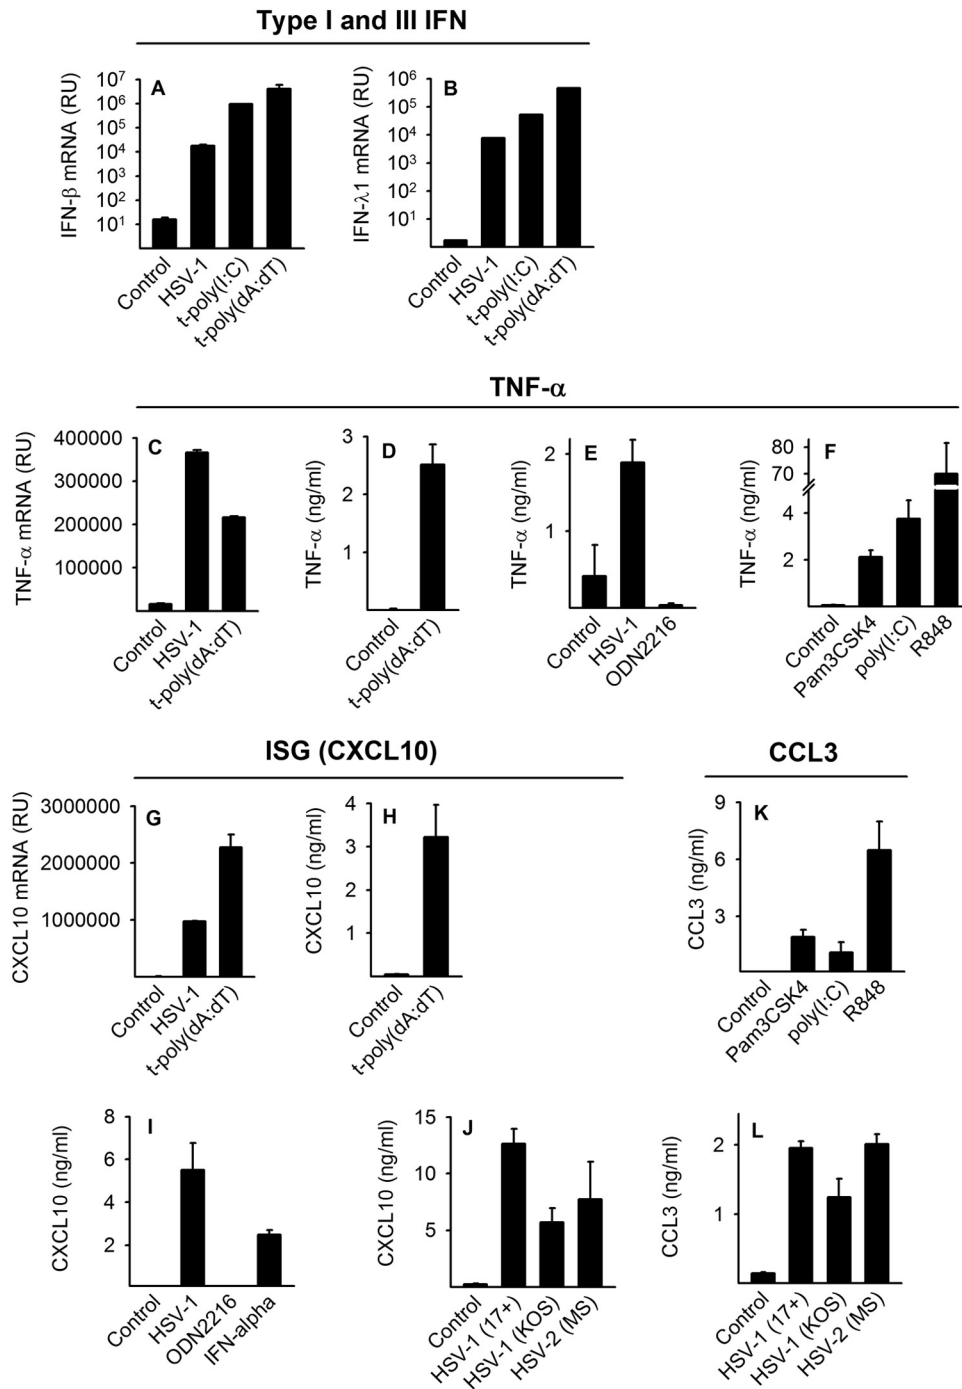 Type I and III IFN
A
IFN-β mRNA (RU)
10⁷
10⁶
10⁵
10⁴
10³
10²
10¹
Control
HSV-1
t-poly(I:C)
t-poly(dA:dT)
B
IFN-λ1 mRNA (RU)
10⁶
10⁵
10⁴
10³
10²
10¹
Control
HSV-1
t-poly(I:C)
t-poly(dA:dT)
TNF-α
C
TNF-α mRNA (RU)
400000
300000
200000
100000
Control
HSV-1
t-poly(dA:dT)
D
TNF-α (ng/ml)
3
2
1
Control
t-poly(dA:dT)
E
TNF-α (ng/ml)
2
1
Control
HSV-1
ODN2216
F
TNF-α (ng/ml)
80
70
4
2
Control
Pam3CSK4
poly(I:C)
R848
ISG (CXCL10)
G
CXCL10 mRNA (RU)
3000000
2000000
1000000
Control
HSV-1
t-poly(dA:dT)
H
CXCL10 (ng/ml)
4
3
2
1
Control
t-poly(dA:dT)
CCL3
K
CCL3 (ng/ml)
9
6
3
Control
Pam3CSK4
poly(I:C)
R848
I
CXCL10 (ng/ml)
8
6
4
2
Control
HSV-1
ODN2216
IFN-alpha
J
CXCL10 (ng/ml)
15
10
5
Control
HSV-1 (17+)
HSV-1 (KOS)
HSV-2 (MS)
L
CCL3 (ng/ml)
2
1
Control
HSV-1 (17+)
HSV-1 (KOS)
HSV-2 (MS)